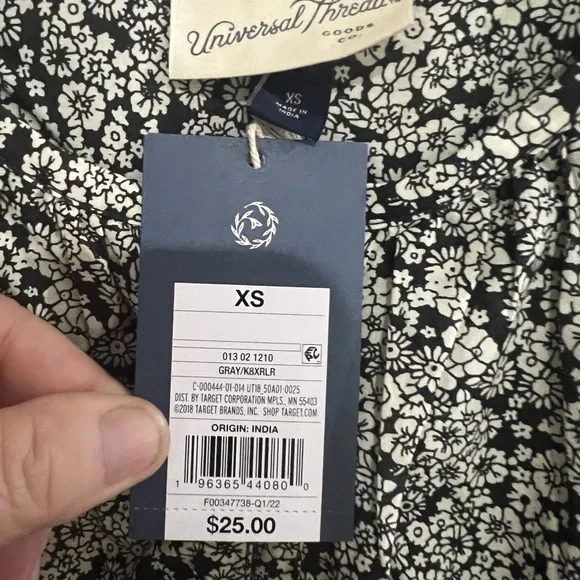 Universal Thread
GOODS
CO.
XS
MADE IN
INDIA
XS
013 02 1210
GRAY/K8XRLR
C-000444-01-014 UT18_50A01-0025
DIST. BY TARGET CORPORATION MPLS., MN 55403
©2018 TARGET BRANDS, INC. SHOP TARGET.COM
ORIGIN: INDIA
1 96365 44080 0
F00347738-Q1/22
$25.00